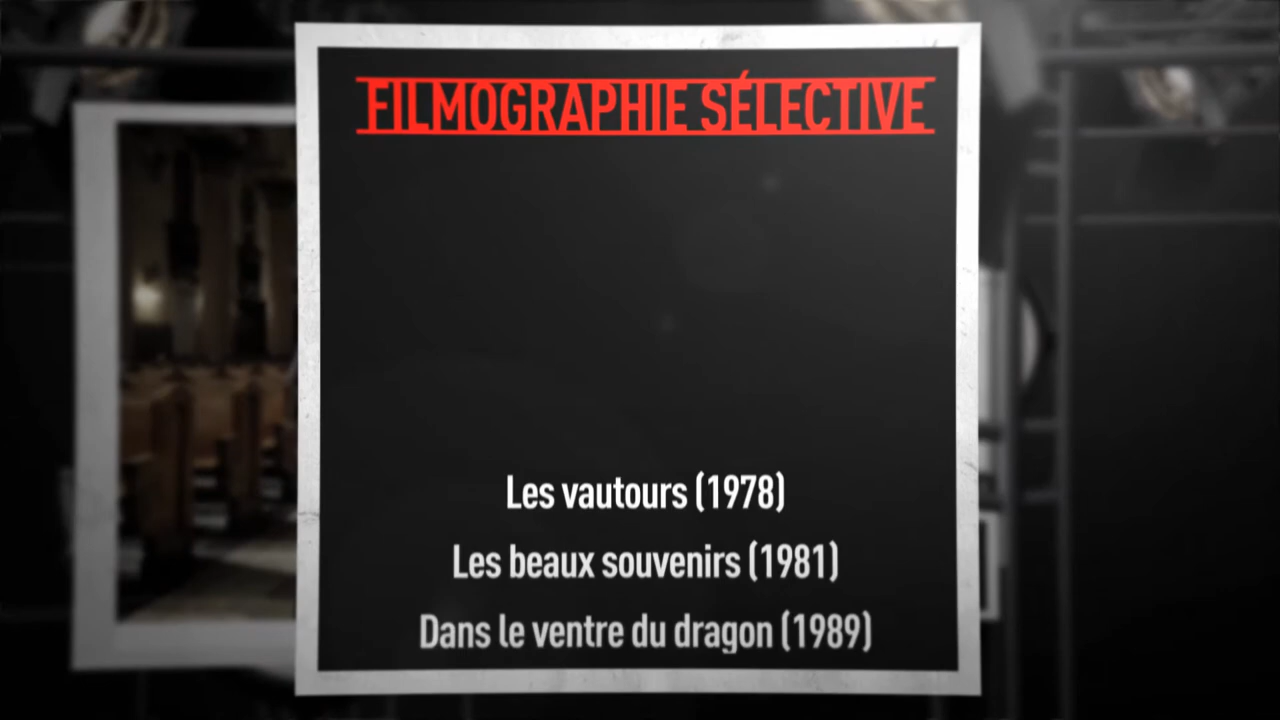 FILMOGRAPHIE SÉLECTIVE
Les vautours (1978)
Les beaux souvenirs (1981)
Dans le ventre du dragon (1989)